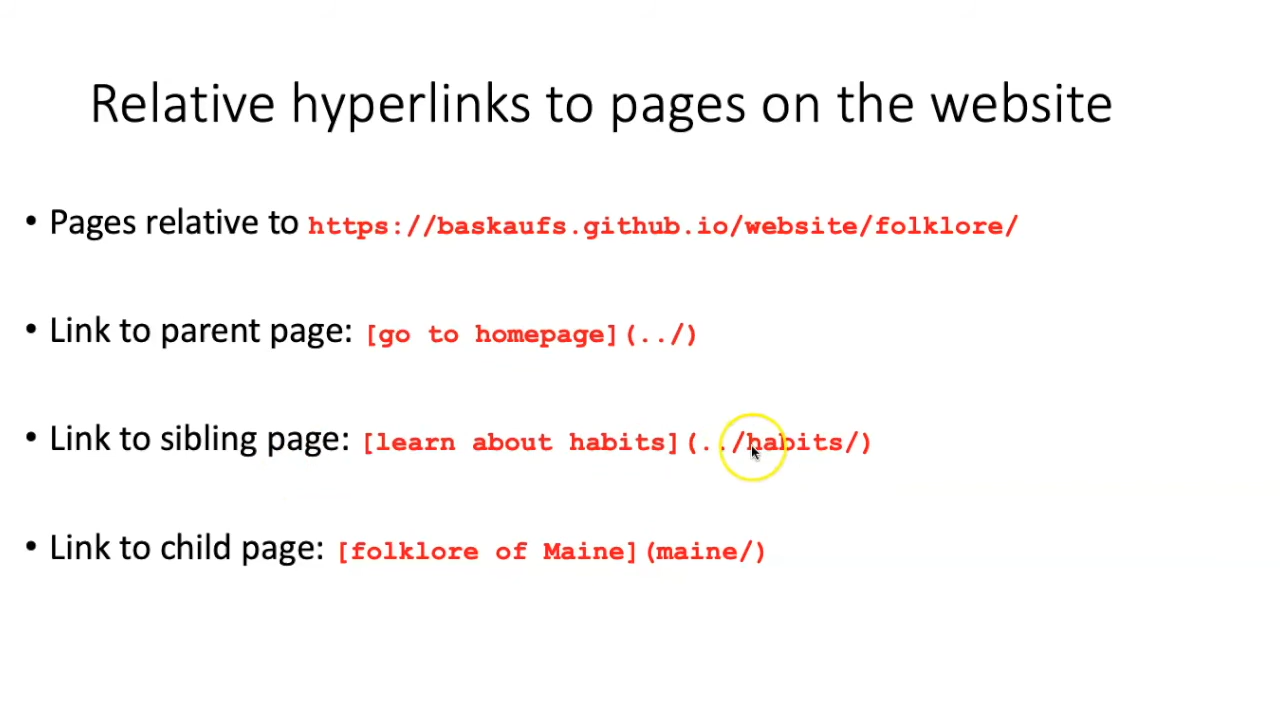 Relative hyperlinks to pages on the website
• Pages relative to https://baskaufs.github.io/website/folklore/
• Link to parent page: [go to homepage](../)
• Link to sibling page: [learn about habits](../habits/)
• Link to child page: [folklore of Maine](maine/)